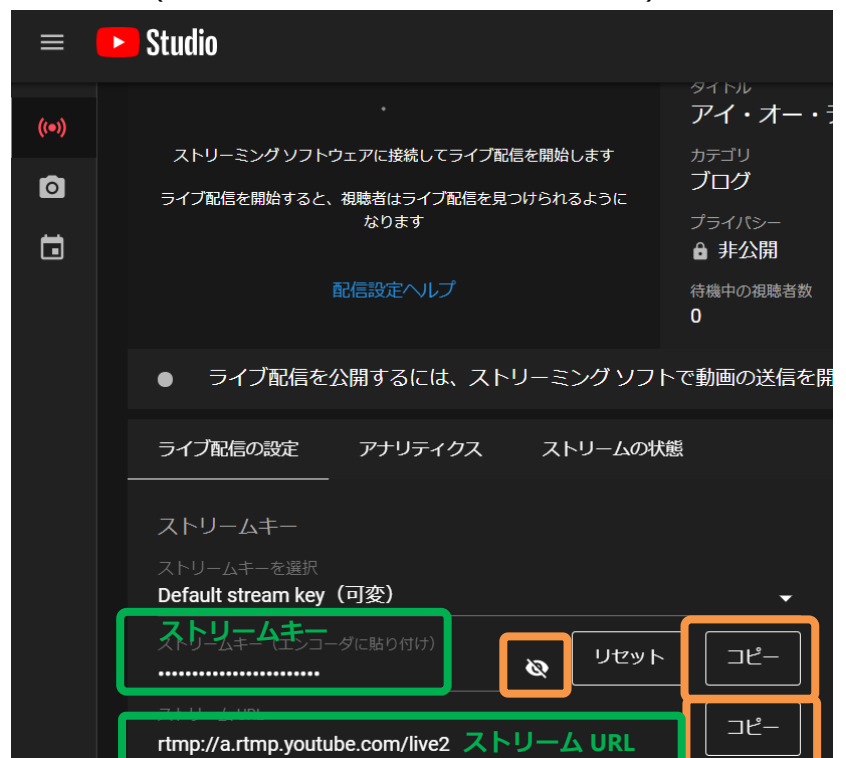 Studio
タイトル
アイ・オー・
ストリーミング ソフトウェアに接続してライブ配信を開始します
カテゴリ
ブログ
ライブ配信を開始すると、視聴者はライブ配信を見つけられるように
なります
プライバシー
非公開
配信設定ヘルプ
待機中の視聴者数
0
ライブ配信を公開するには、ストリーミング ソフトで動画の送信を開
ライブ配信の設定
アナリティクス
ストリームの状態
ストリームキー
ストリームキーを選択
Default stream key（可変）
ストリームキー
ストリームキー（エンコーダに貼り付け）
•••••••••••••••••••••••••
リセット
コピー
ストリーム URL
rtmp://a.rtmp.youtube.com/live2
ストリーム URL
コピー